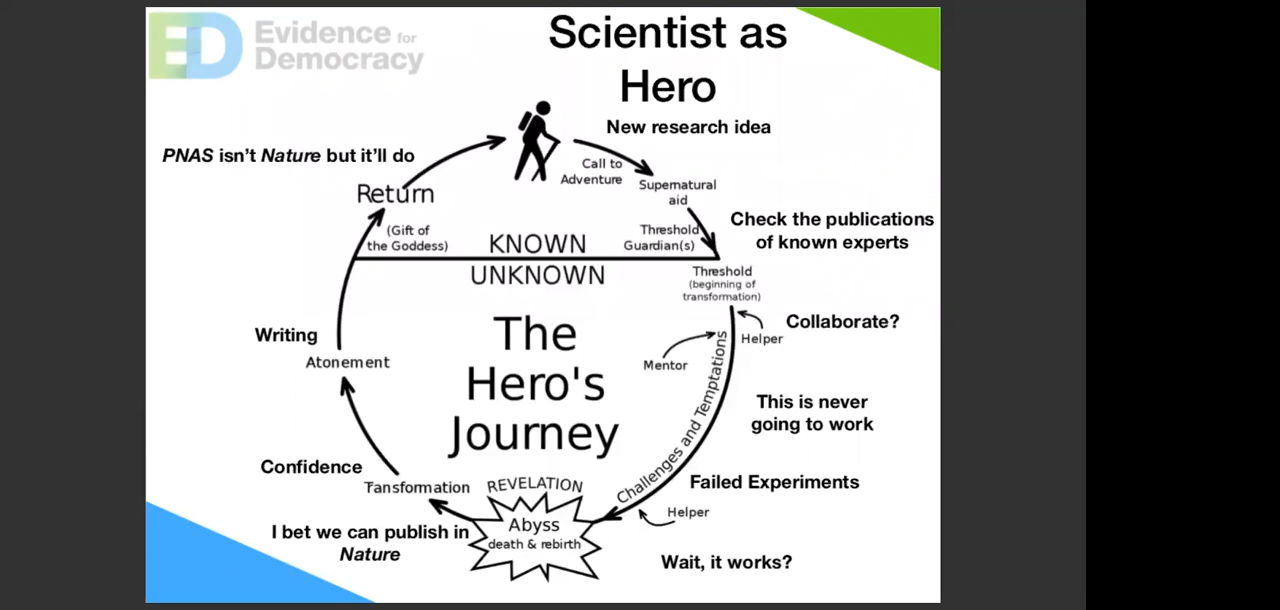 Evidence for
Democracy
Scientist as
Hero
New research idea
PNAS isn't Nature but it'll do
Call to
Adventure
Supernatural
aid
Return
(Gift of
the Goddess)
KNOWN
Threshold
Guardian(s)
Check the publications
of known experts
UNKNOWN
Threshold
(beginning of
transformation)
Collaborate?
Helper
Mentor
Writing
Atonement
The
Hero's
Journey
Challenges and Temptations
This is never
going to work
Confidence
Tansformation
REVELATION
Failed Experiments
Helper
Abyss
death & rebirth
I bet we can publish in
Nature
Wait, it works?